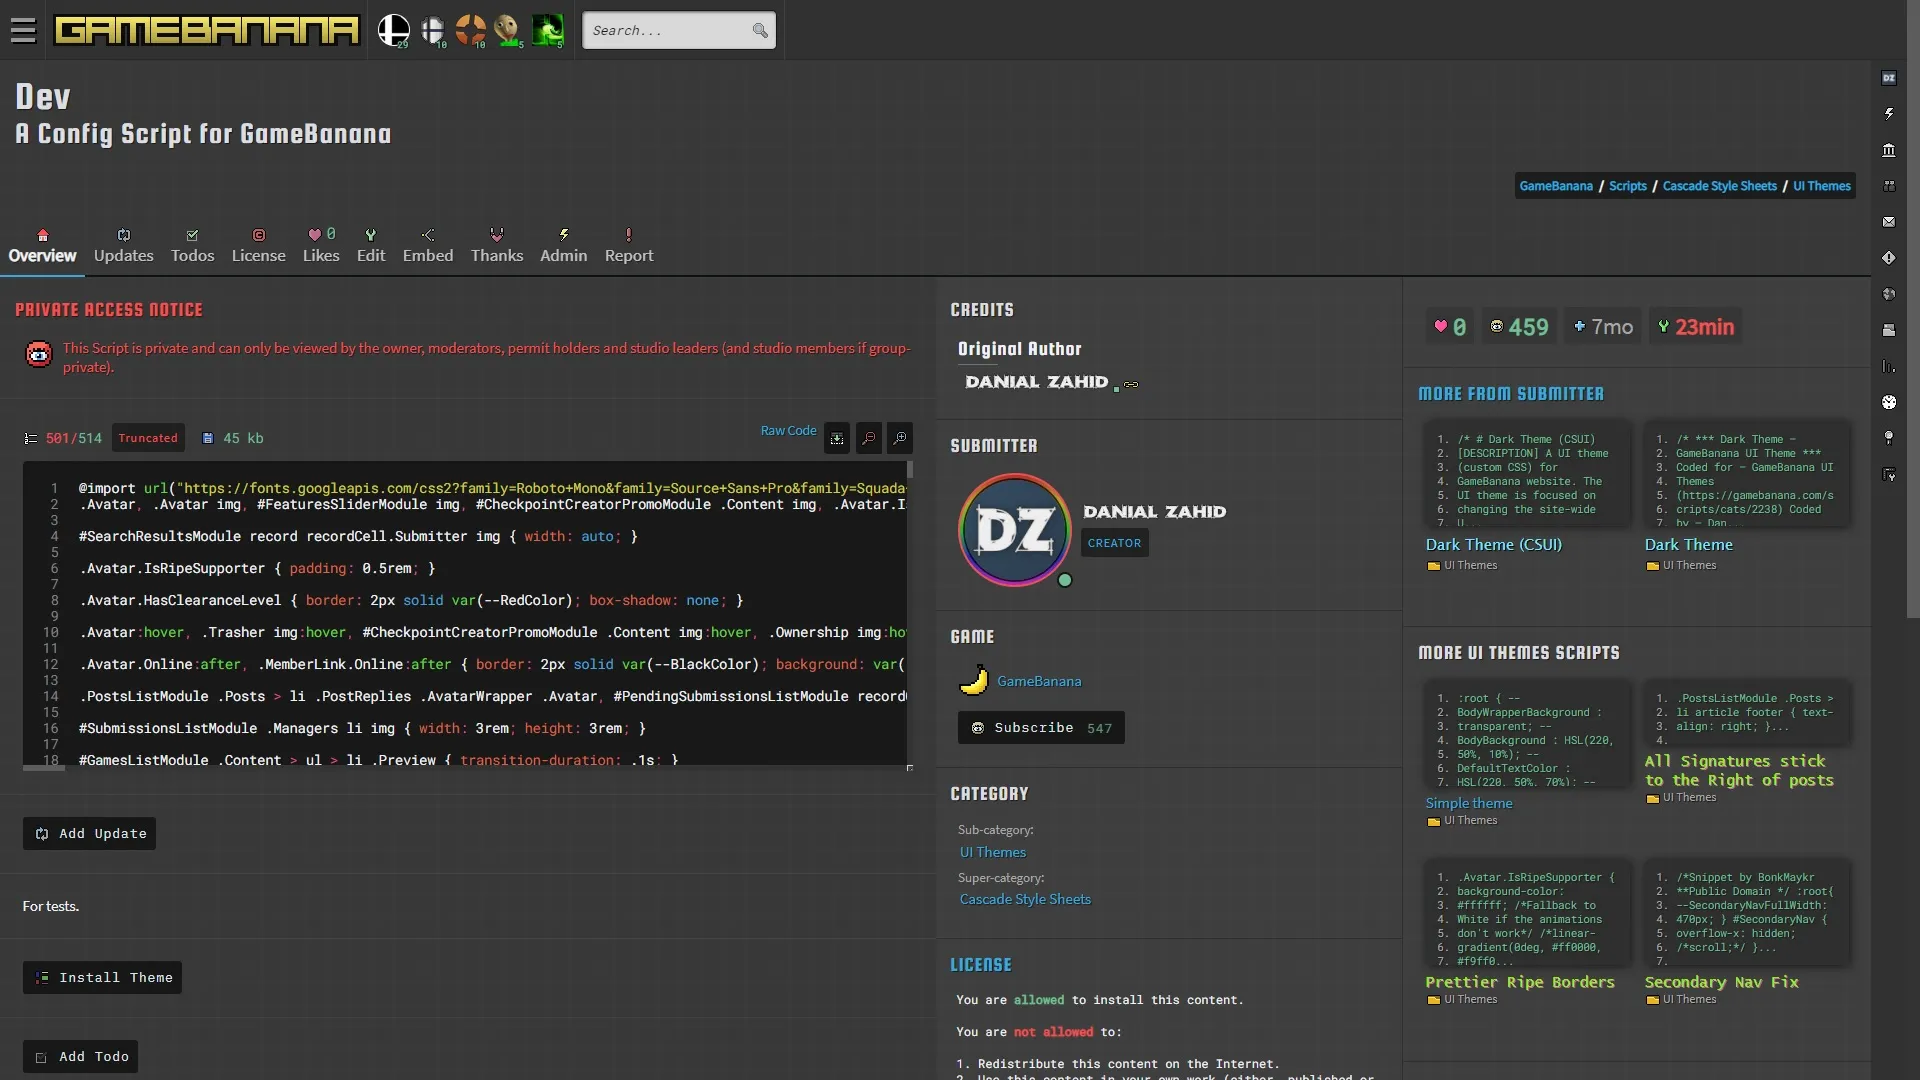 GAMEBANANA
29
10
10
5
5
Search...
Dev
A Config Script for GameBanana
GameBanana / Scripts / Cascade Style Sheets / UI Themes
DZ
Overview
Updates
Todos
License
0
Likes
Edit
Embed
Thanks
Admin
Report
PRIVATE ACCESS NOTICE
This Script is private and can only be viewed by the owner, moderators, permit holders and studio leaders (and studio members if group-
private).
501/514 Truncated 45 kb
Raw Code
1 @import url("https://fonts.googleapis.com/css2?family=Roboto+Mono&family=Source+Sans+Pro&family=Squada
2 .Avatar, .Avatar img, #FeaturesSliderModule img, #CheckpointCreatorPromoModule .Content img, .Avatar.I
3
4 #SearchResultsModule record recordCell.Submitter img { width: auto; }
5
6 .Avatar.IsRipeSupporter { padding: 0.5rem; }
7
8 .Avatar.HasClearanceLevel { border: 2px solid var(--RedColor); box-shadow: none; }
9
10 .Avatar:hover, .Trasher img:hover, #CheckpointCreatorPromoModule .Content img:hover, .Ownership img:ho
11
12 .Avatar.Online:after, .MemberLink.Online:after { border: 2px solid var(--BlackColor); background: var(
13
14 .PostsListModule .Posts > li .PostReplies .AvatarWrapper .Avatar, #PendingSubmissionsListModule record
15
16 #SubmissionsListModule .Managers li img { width: 3rem; height: 3rem; }
17
18 #GamesListModule .Content > ul > li .Preview { transition-duration: .1s; }
Add Update
For tests.
Install Theme
Add Todo
CREDITS
Original Author
DANIAL ZAHID
SUBMITTER
DZ
DANIAL ZAHID
CREATOR
GAME
GameBanana
Subscribe 547
CATEGORY
Sub-category:
UI Themes
Super-category:
Cascade Style Sheets
LICENSE
You are allowed to install this content.
You are not allowed to:
1. Redistribute this content on the Internet.
2. Use this content in your own work (either, published or
0 459 7mo 23min
MORE FROM SUBMITTER
1. /* # Dark Theme (CSUI)
2. [DESCRIPTION] A UI theme
3. (custom CSS) for
4. GameBanana website. The
5. UI theme is focused on
6. changing the site-wide
7. U...
Dark Theme (CSUI)
UI Themes
1. /* *** Dark Theme –
2. GameBanana UI Theme ***
3. Coded for – GameBanana UI
4. Themes
5. (https://gamebanana.com/s
6. cripts/cats/2238) Coded
7. by – Dan...
Dark Theme
UI Themes
MORE UI THEMES SCRIPTS
1. :root { --
2. BodyWrapperBackground :
3. transparent; --
4. BodyBackground : HSL(220,
5. 50%, 10%); --
6. DefaultTextColor :
7. HSL(220, 50%, 70%); --
Simple theme
UI Themes
1. .PostsListModule .Posts >
2. li article footer { text-
3. align: right; }...
4.
All Signatures stick
to the Right of posts
UI Themes
1. .Avatar.IsRipeSupporter {
2. background-color:
3. #ffffff; /*Fallback to
4. White if the animations
5. don't work*/ /*linear-
6. gradient(0deg, #ff0000,
7. #f9ff0...
Prettier Ripe Borders
UI Themes
1. /*Snippet by BonkMaykr
2. **Public Domain */ :root{
3. --SecondaryNavFullWidth:
4. 470px; } #SecondaryNav {
5. overflow-x: hidden;
6. /*scroll;*/ }...
7.
Secondary Nav Fix
UI Themes